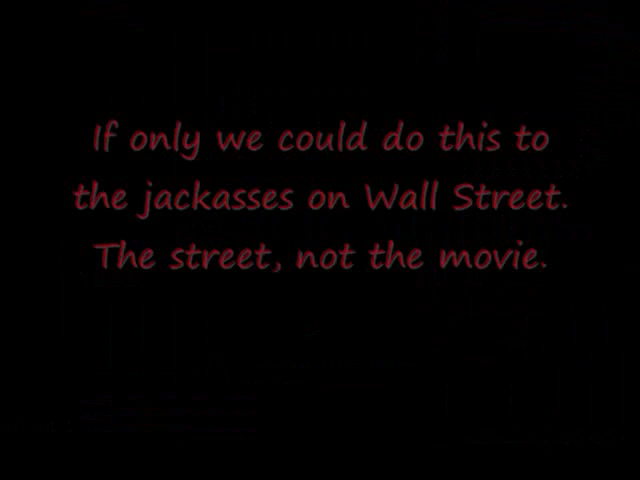 If only we could do this to
the jackasses on Wall Street.
The street, not the movie.